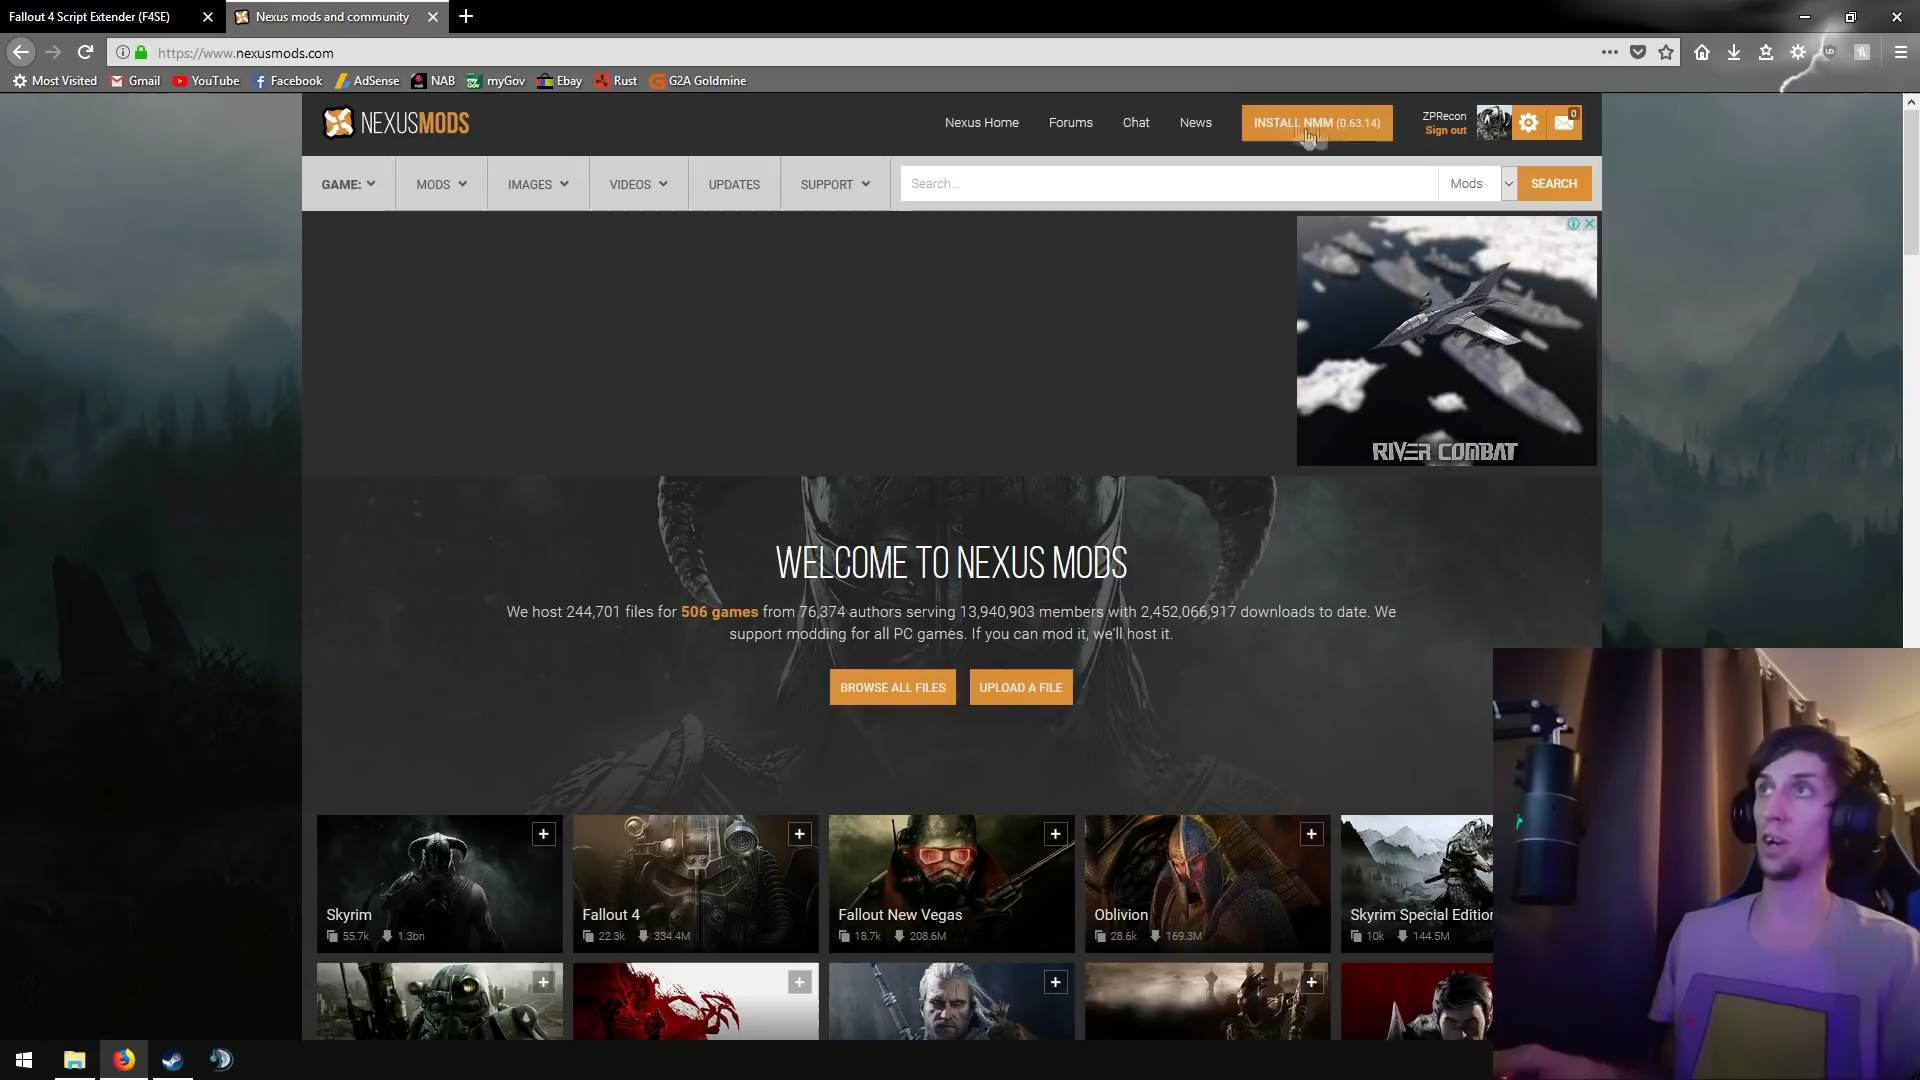 Fallout 4 Script Extender (F4SE)
Nexus mods and community
https://www.nexusmods.com
Most Visited Gmail YouTube Facebook AdSense NAB myGov Ebay Rust G2A Goldmine
NEXUSMODS
Nexus Home Forums Chat News INSTALL NMM (0.63.14)
ZPRecon
Sign out
0
GAME: MODS IMAGES VIDEOS UPDATES SUPPORT Search... Mods SEARCH
RIVER COMBAT
WELCOME TO NEXUS MODS
We host 244,701 files for 506 games from 76,374 authors serving 13,940,903 members with 2,452,066,917 downloads to date. We
support modding for all PC games. If you can mod it, we'll host it.
BROWSE ALL FILES UPLOAD A FILE
Skyrim
55.7k 1.3bn
Fallout 4
22.3k 334.4M
Fallout New Vegas
18.7k 208.6M
Oblivion
28.6k 169.3M
Skyrim Special Edition
10k 144.5M